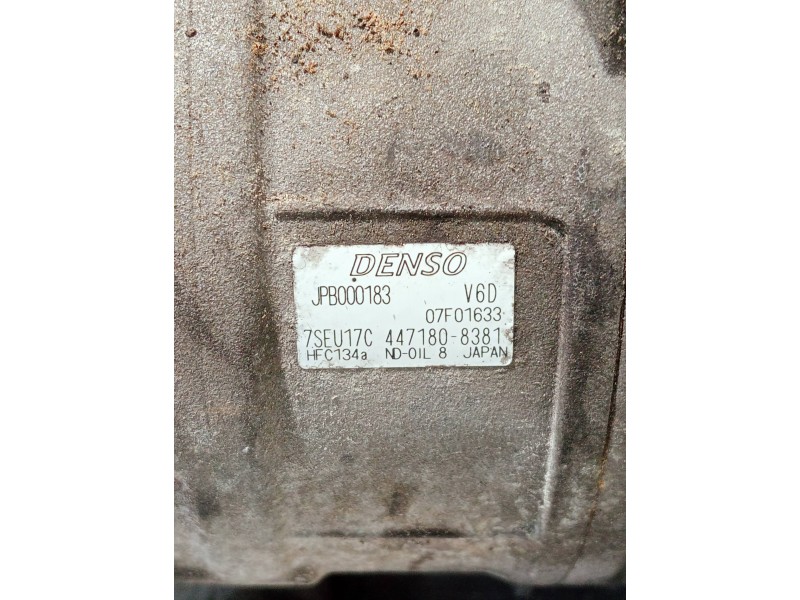 DENSO
JPB000183 V6D
07F01633
7SEU17C 447180-8381
HFC134a ND-OIL 8 JAPAN